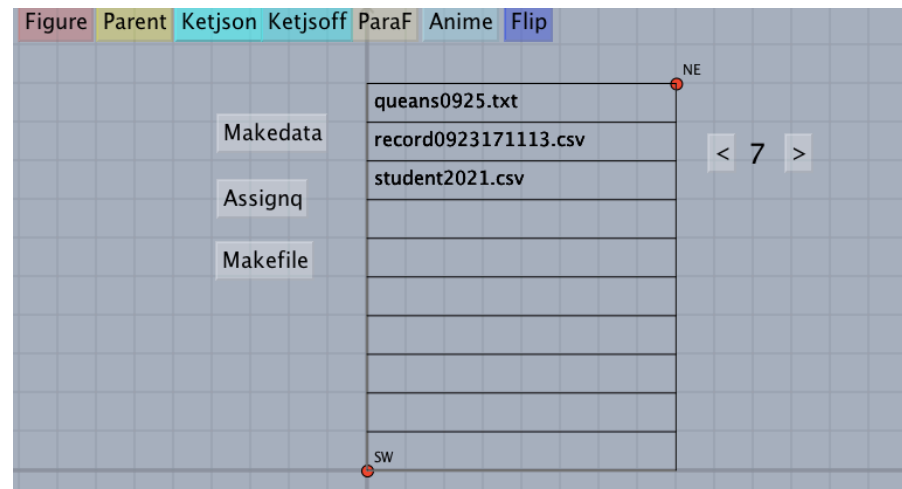 Figure Parent Ketjson Ketjsoff ParaF Anime Flip
NE
queans0925.txt
Makedata
record0923171113.csv
< 7 >
student2021.csv
Assignq
Makefile
SW